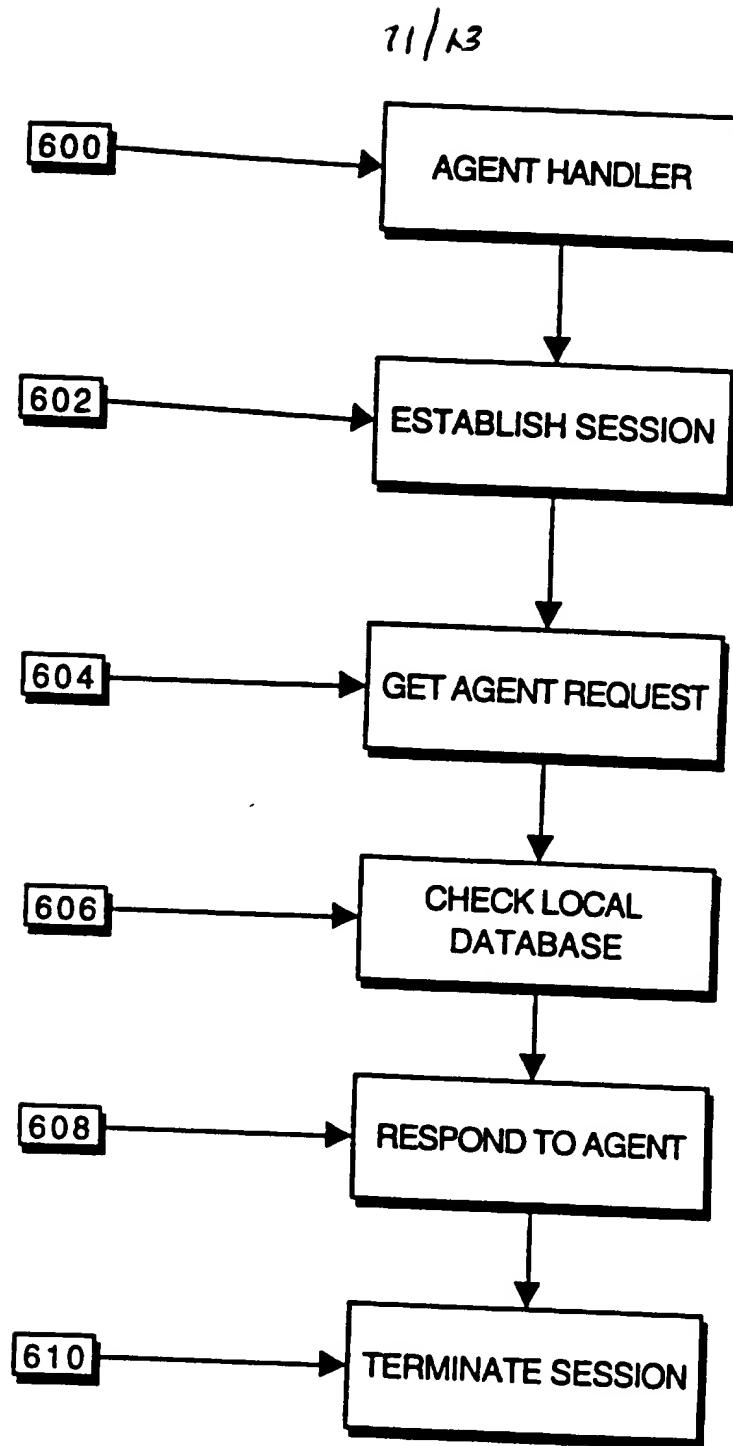 11/13
600
AGENT HANDLER
602
ESTABLISH SESSION
604
GET AGENT REQUEST
606
CHECK LOCAL
DATABASE
608
RESPOND TO AGENT
610
TERMINATE SESSION